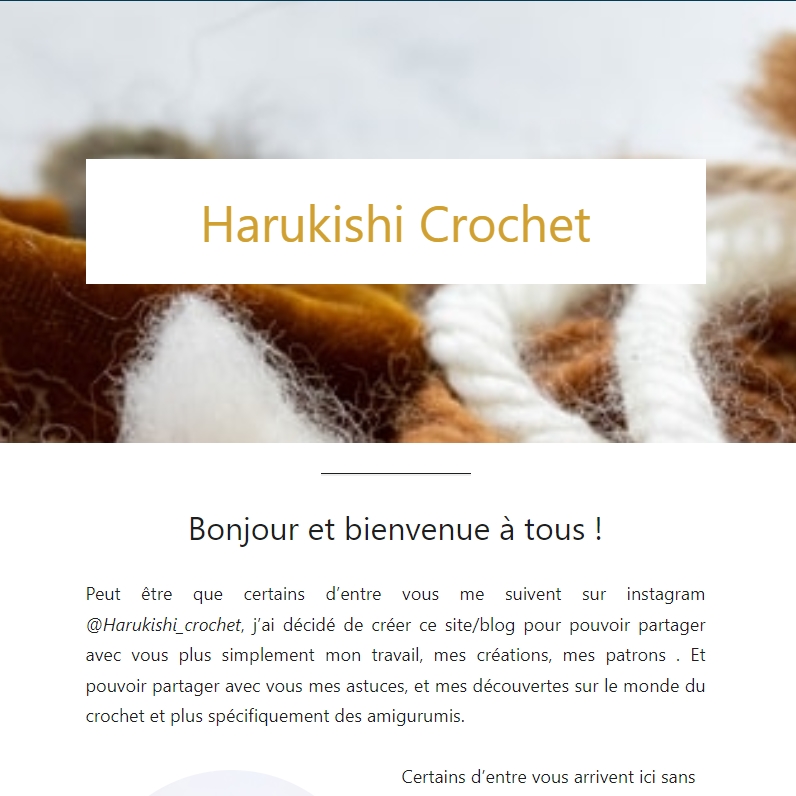 Harukishi Crochet
Bonjour et bienvenue à tous !
Peut être que certains d’entre vous me suivent sur instagram
@Harukishi_crochet, j’ai décidé de créer ce site/blog pour pouvoir partager
avec vous plus simplement mon travail, mes créations, mes patrons . Et
pouvoir partager avec vous mes astuces, et mes découvertes sur le monde du
crochet et plus spécifiquement des amigurumis.
Certains d’entre vous arrivent ici sans